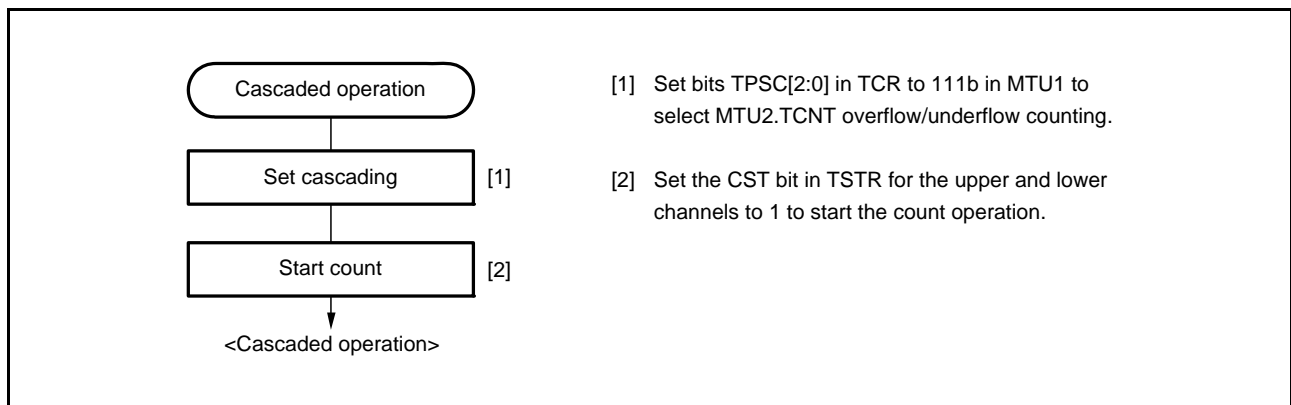 Cascaded operation
Set cascading [1]
Start count [2]
<Cascaded operation>
[1] Set bits TPSC[2:0] in TCR to 111b in MTU1 to
select MTU2.TCNT overflow/underflow counting.
[2] Set the CST bit in TSTR for the upper and lower
channels to 1 to start the count operation.